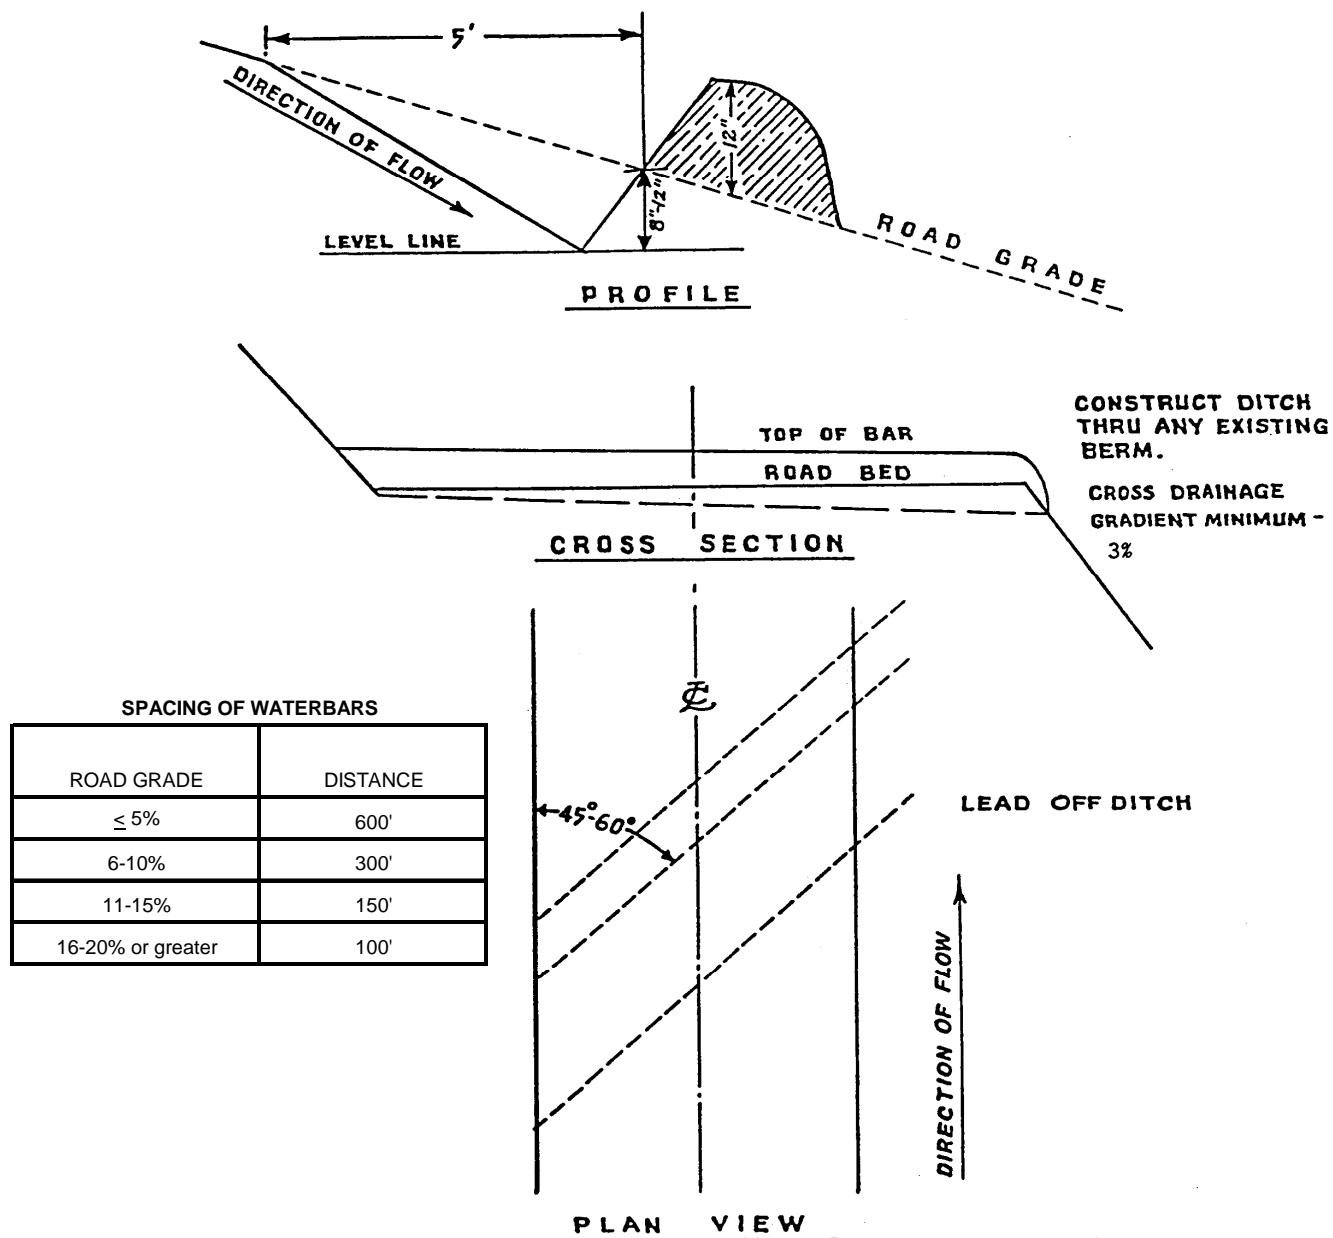 5'
DIRECTION OF FLOW
12"
8"-12"
LEVEL LINE
ROAD GRADE
PROFILE
TOP OF BAR
ROAD BED
CONSTRUCT DITCH
THRU ANY EXISTING
BERM.
CROSS DRAINAGE
GRADIENT MINIMUM -
3%
CROSS SECTION
℄
SPACING OF WATERBARS
ROAD GRADE DISTANCE
≤ 5% 600'
6-10% 300'
11-15% 150'
16-20% or greater 100'
45°-60°
LEAD OFF DITCH
DIRECTION OF FLOW
PLAN VIEW